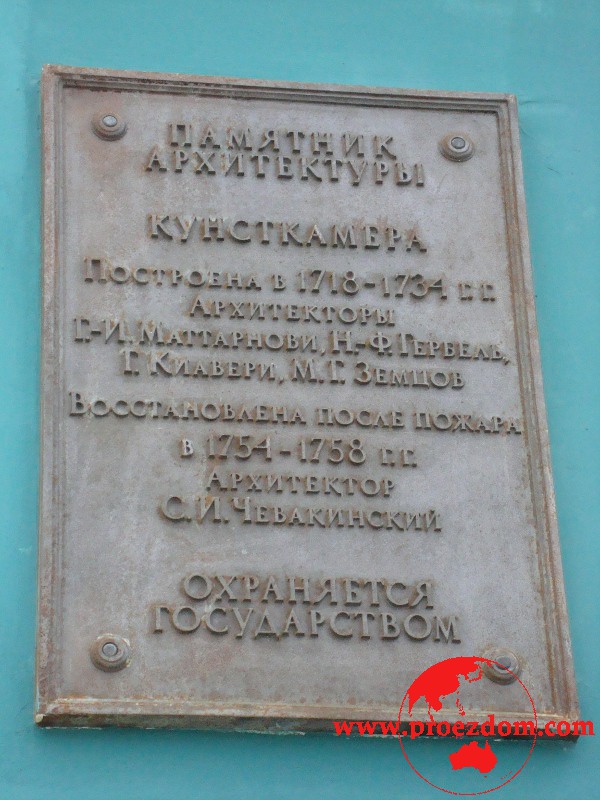 ПАМЯТНИК
АРХИТЕКТУРЫ
КУНСТКАМЕРА
Построена в 1718-1734 г.г.
Архитекторы
Г.-И. Маттарнови, Н.-Ф. Гербель,
Т. Киавери, М.Г. Земцов
Восстановлена после пожара
в 1754-1758 г.г.
Архитектор
С.И. Чевакинский
ОХРАНЯЕТСЯ
ГОСУДАРСТВОМ
www.proezdom.com